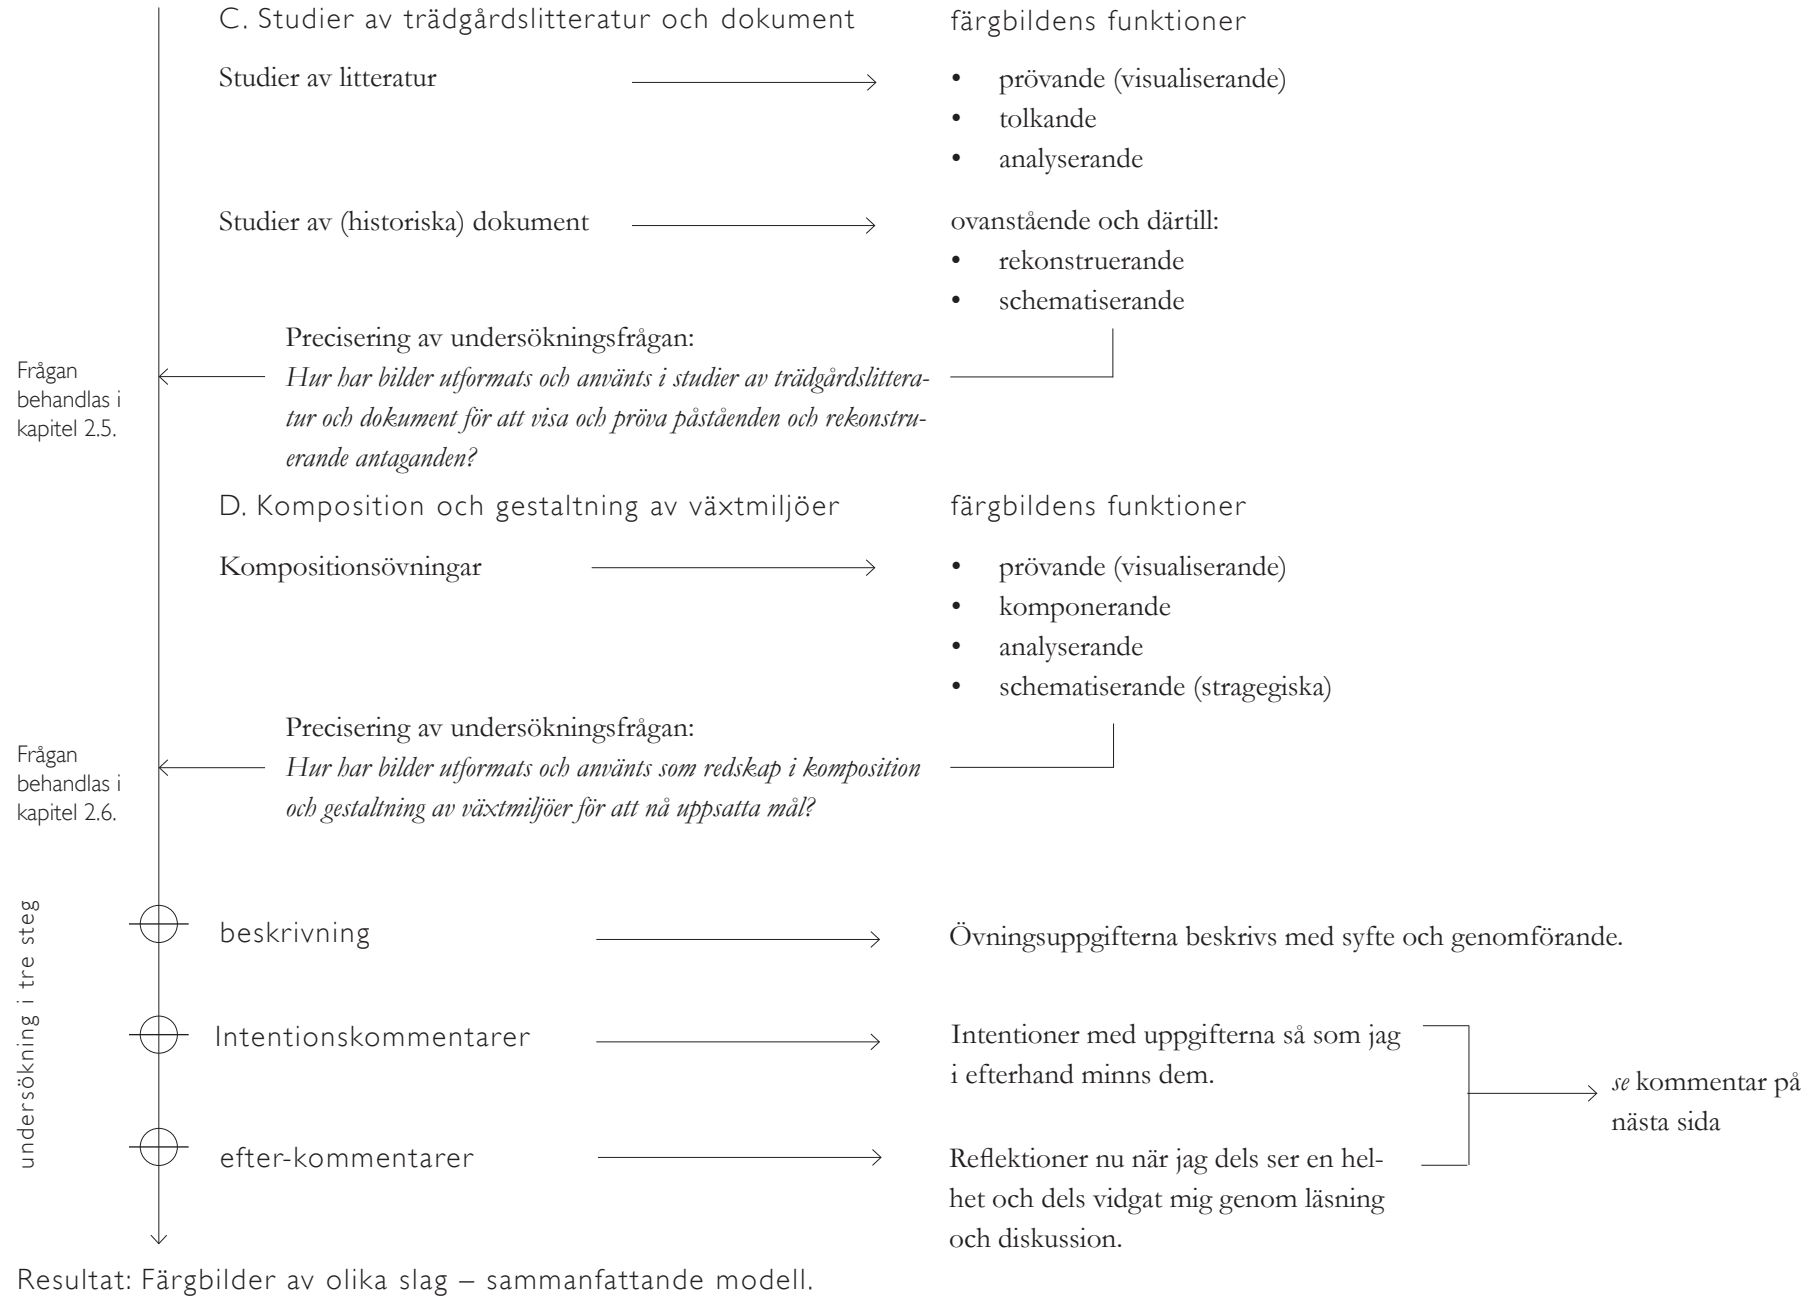 C. Studier av trädgårdslitteratur och dokument
färgbildens funktioner
Studier av litteratur
• prövande (visualiserande)
• tolkande
• analyserande
Studier av (historiska) dokument
ovanstående och därtill:
• rekonstruerande
• schematiserande
Frågan
behandlas i
kapitel 2.5.
Precisering av undersökningsfrågan:
Hur har bilder utformats och använts i studier av trädgårdslittera-
tur och dokument för att visa och pröva påståenden och rekonstru-
erande antaganden?
D. Komposition och gestaltning av växtmiljöer
färgbildens funktioner
Kompositionsövningar
• prövande (visualiserande)
• komponerande
• analyserande
• schematiserande (stragegiska)
Frågan
behandlas i
kapitel 2.6.
Precisering av undersökningsfrågan:
Hur har bilder utformats och använts som redskap i komposition
och gestaltning av växtmiljöer för att nå uppsatta mål?
undersökning i tre steg
beskrivning
Övningsuppgifterna beskrivs med syfte och genomförande.
Intentionskommentarer
Intentioner med uppgifterna så som jag
i efterhand minns dem.
se kommentar på
nästa sida
efter-kommentarer
Reflektioner nu när jag dels ser en hel-
het och dels vidgat mig genom läsning
och diskussion.
Resultat: Färgbilder av olika slag – sammanfattande modell.